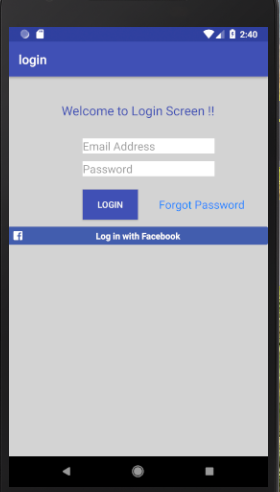 2:40
login
Welcome to Login Screen !!
Email Address
Password
LOGIN
Forgot Password
Log in with Facebook